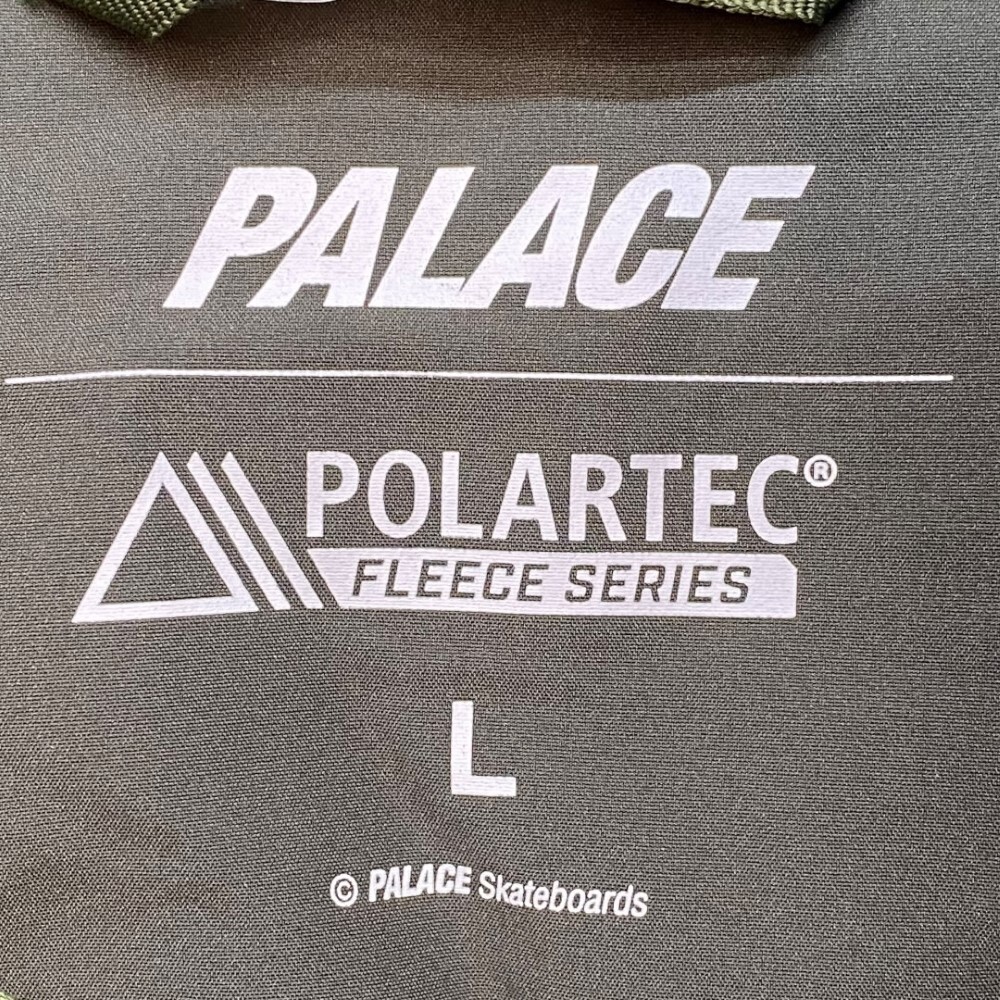 PALACE
POLARTEC®
FLEECE SERIES
L
© PALACE Skateboards